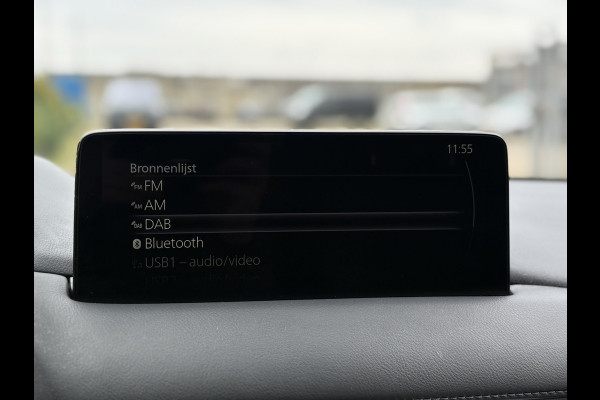 11:55
Bronnenlijst
FM
AM
DAB
Bluetooth
USB1 – audio/video